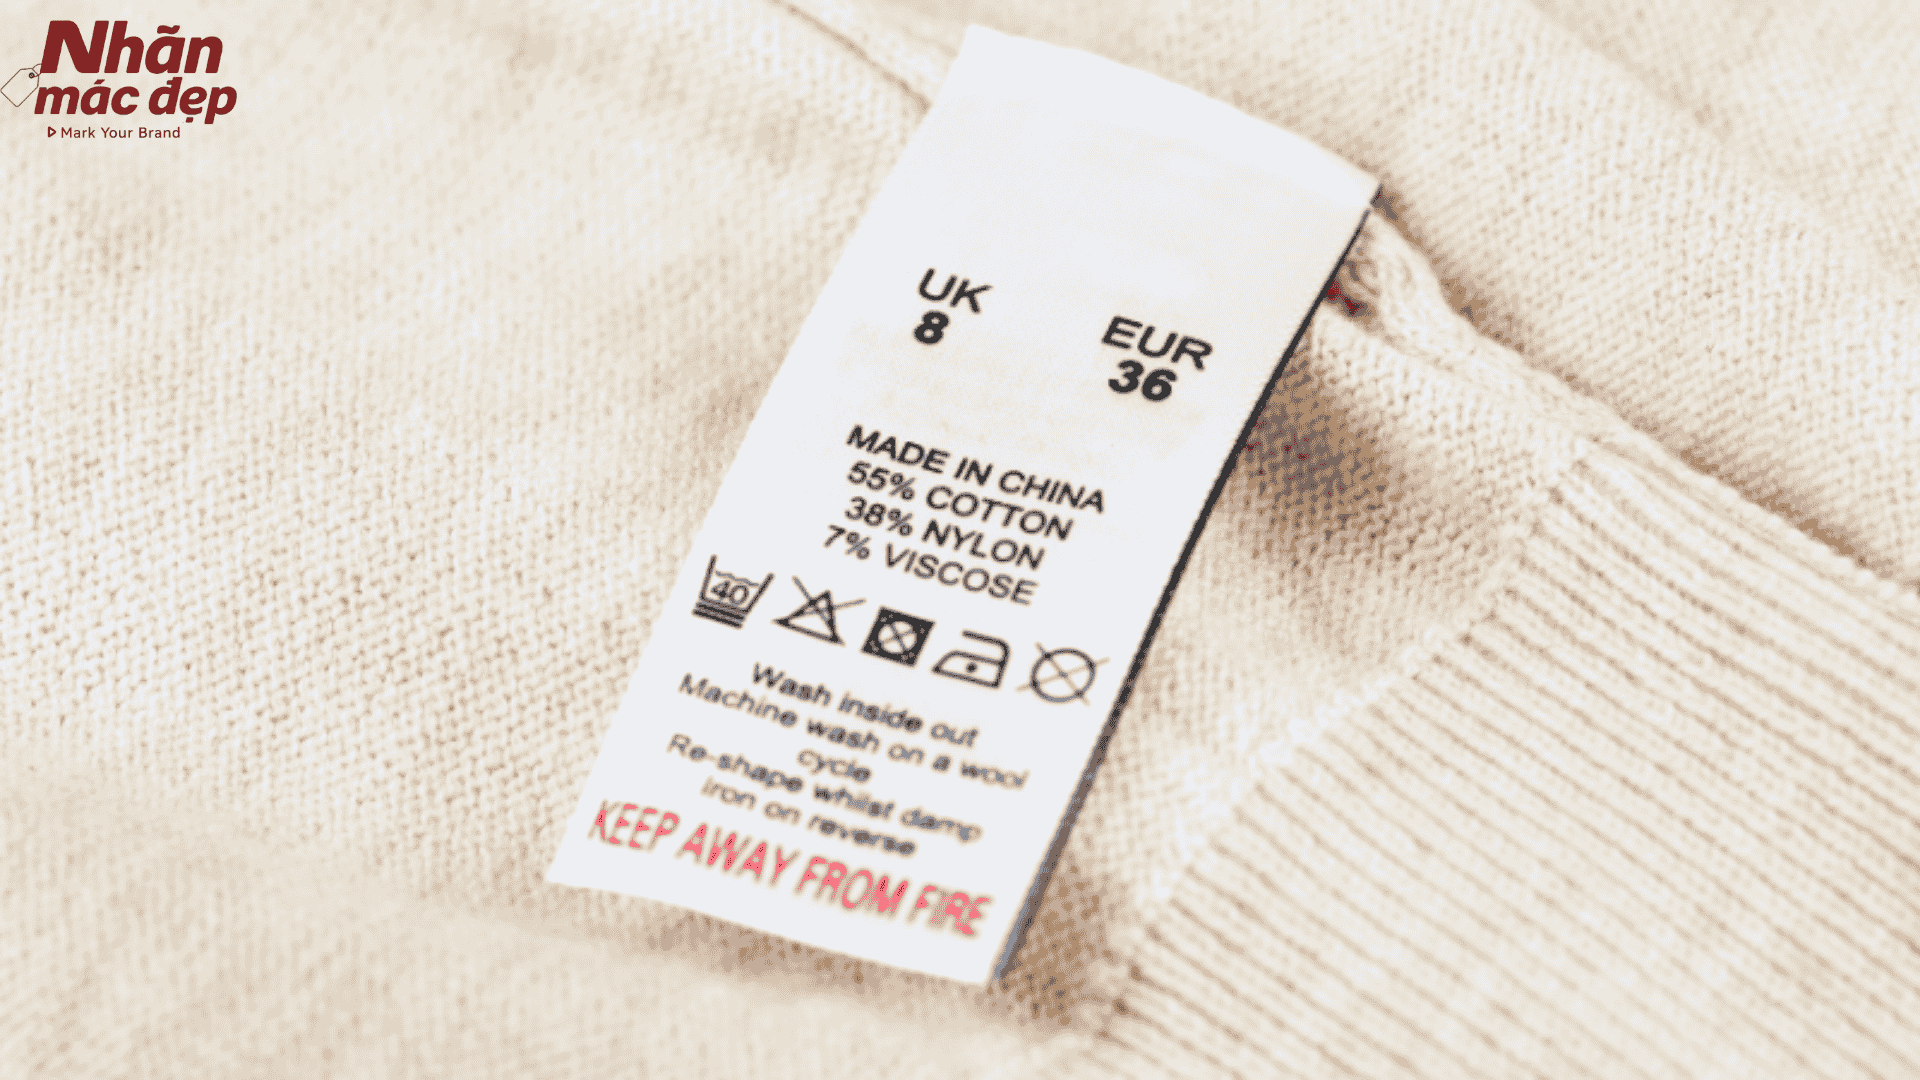 Nhãn
mác đẹp
Mark Your Brand
UK
8
EUR
36
MADE IN CHINA
55% COTTON
38% NYLON
7% VISCOSE
40
Wash inside out
Machine wash on a wool
cycle
Re-shape whilst damp
Iron on reverse
KEEP AWAY FROM FIRE